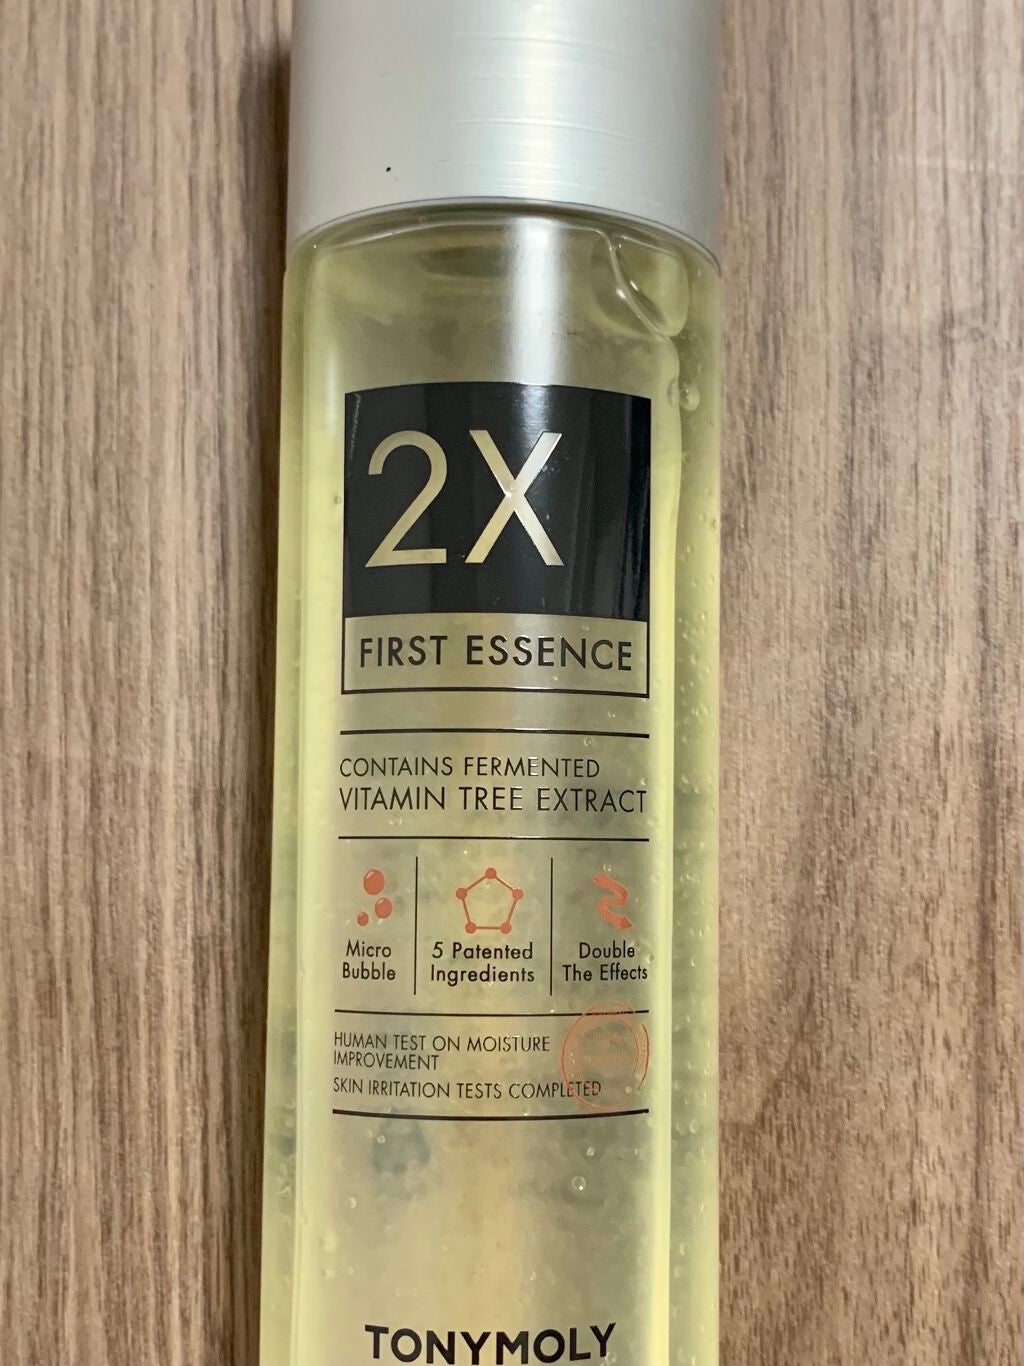 2X
FIRST ESSENCE
CONTAINS FERMENTED
VITAMIN TREE EXTRACT
Micro
Bubble
5 Patented
Ingredients
Double
The Effects
HUMAN TEST ON MOISTURE
IMPROVEMENT
SKIN IRRITATION TESTS COMPLETED
TONYMOLY